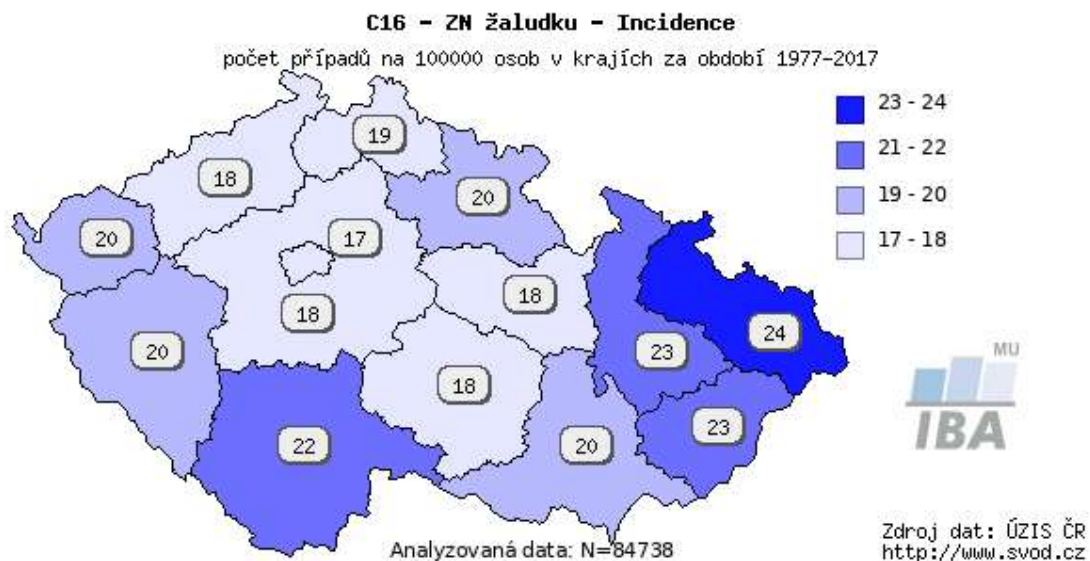 C16 - ZN žaludku - Incidence
počet případů na 100000 osob v krajích za období 1977-2017
23 - 24
21 - 22
19 - 20
17 - 18
19
18
20
20
17
18
18
20
23
24
18
23
22
20
MU
IBA
Analyzovaná data: N=84738
Zdroj dat: ÚZIS ČR
http://www.svod.cz